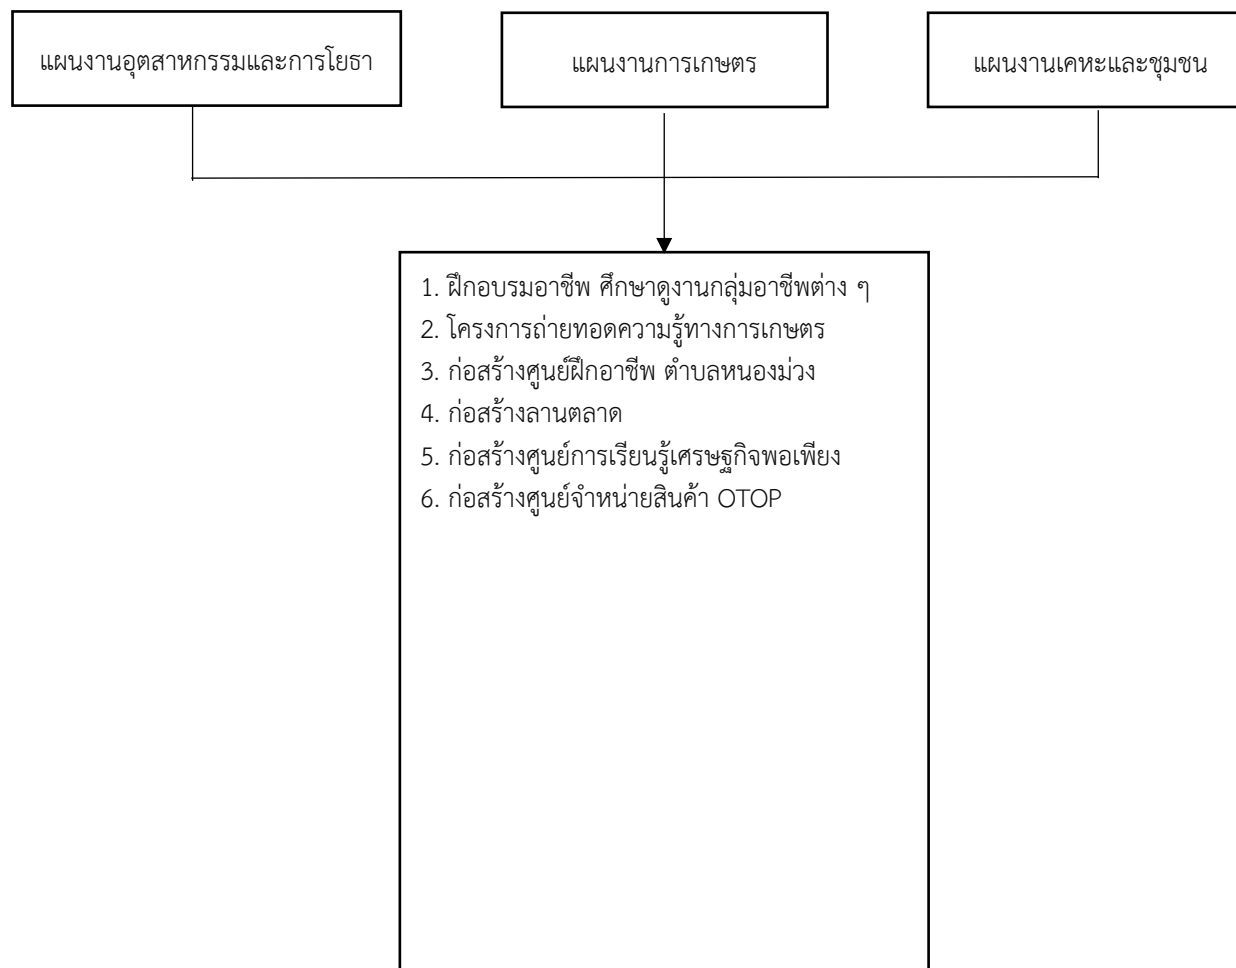 แผนงานอุตสาหกรรมและการโยธา
แผนงานการเกษตร
แผนงานเคหะและชุมชน
1. ฝึกอบรมอาชีพ ศึกษาดูงานกลุ่มอาชีพต่าง ๆ
2. โครงการถ่ายทอดความรู้ทางการเกษตร
3. ก่อสร้างศูนย์ฝึกอาชีพ ตำบลหนองม่วง
4. ก่อสร้างลานตลาด
5. ก่อสร้างศูนย์การเรียนรู้เศรษฐกิจพอเพียง
6. ก่อสร้างศูนย์จำหน่ายสินค้า OTOP